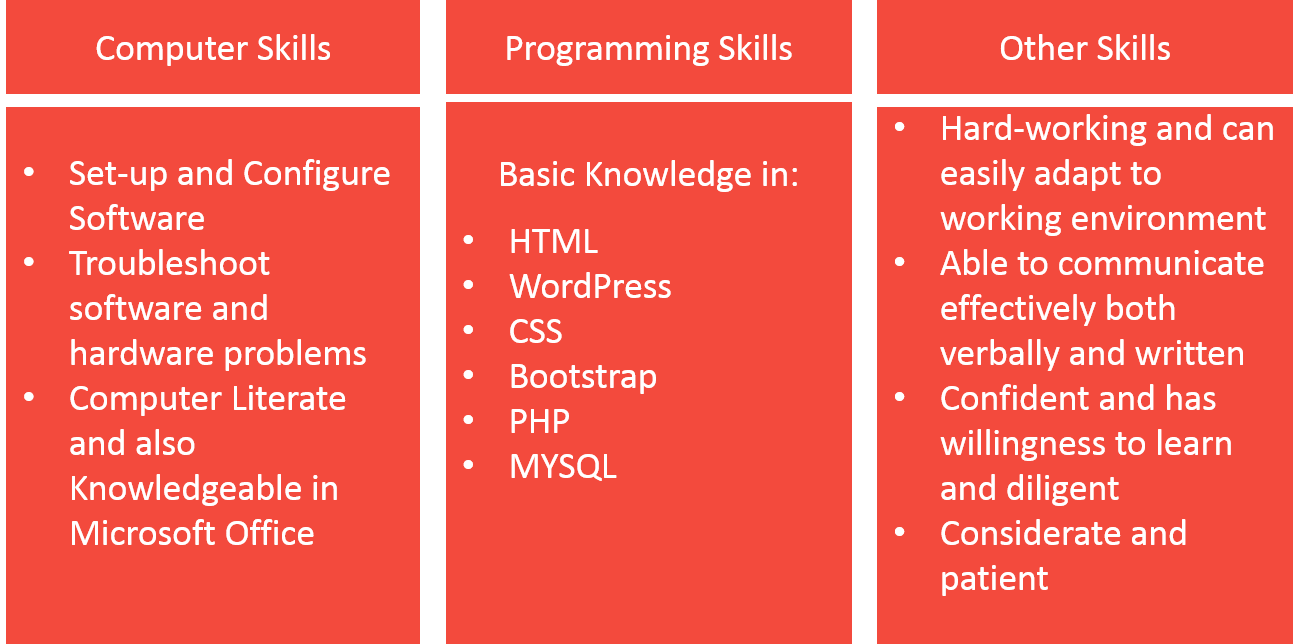 Computer Skills
• Set-up and Configure
Software
• Troubleshoot
software and
hardware problems
• Computer Literate
and also
Knowledgeable in
Microsoft Office
Programming Skills
Basic Knowledge in:
• HTML
• WordPress
• CSS
• Bootstrap
• PHP
• MYSQL
Other Skills
• Hard-working and can
easily adapt to
working environment
• Able to communicate
effectively both
verbally and written
• Confident and has
willingness to learn
and diligent
• Considerate and
patient